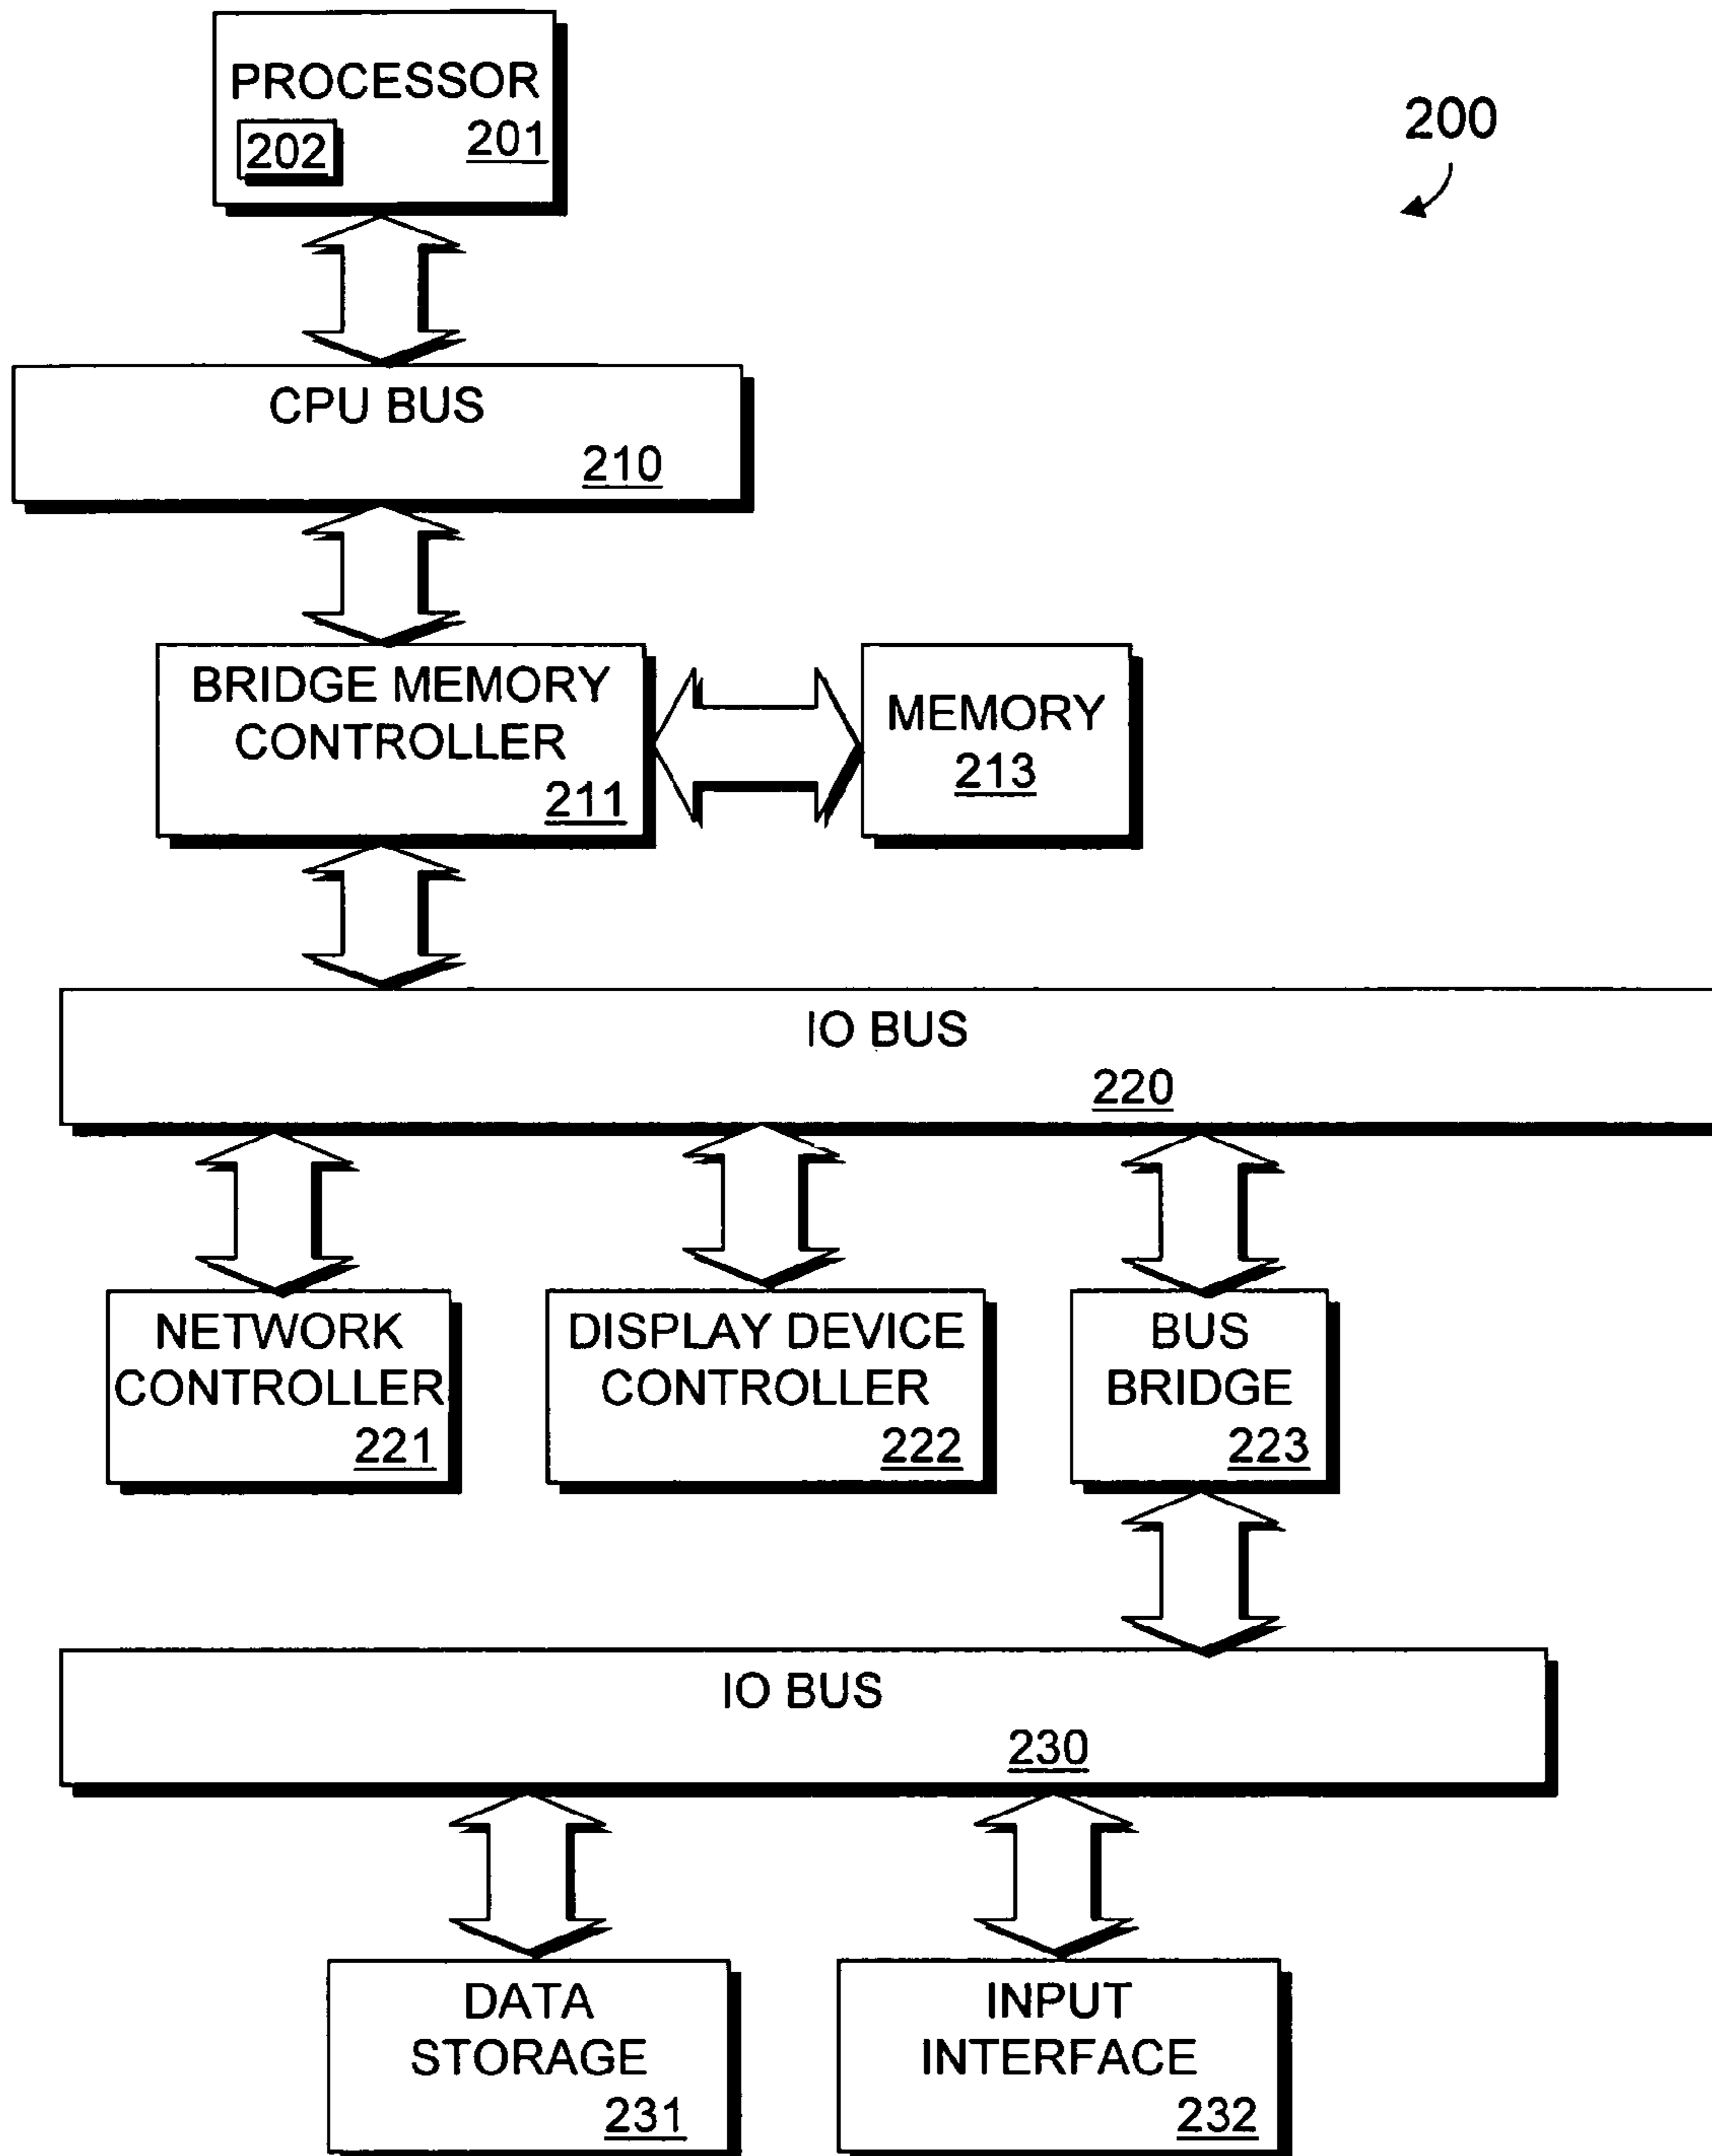 PROCESSOR
202
201
200
CPU BUS
210
BRIDGE MEMORY
CONTROLLER
211
MEMORY
213
IO BUS
220
NETWORK
CONTROLLER
221
DISPLAY DEVICE
CONTROLLER
222
BUS
BRIDGE
223
IO BUS
230
DATA
STORAGE
231
INPUT
INTERFACE
232